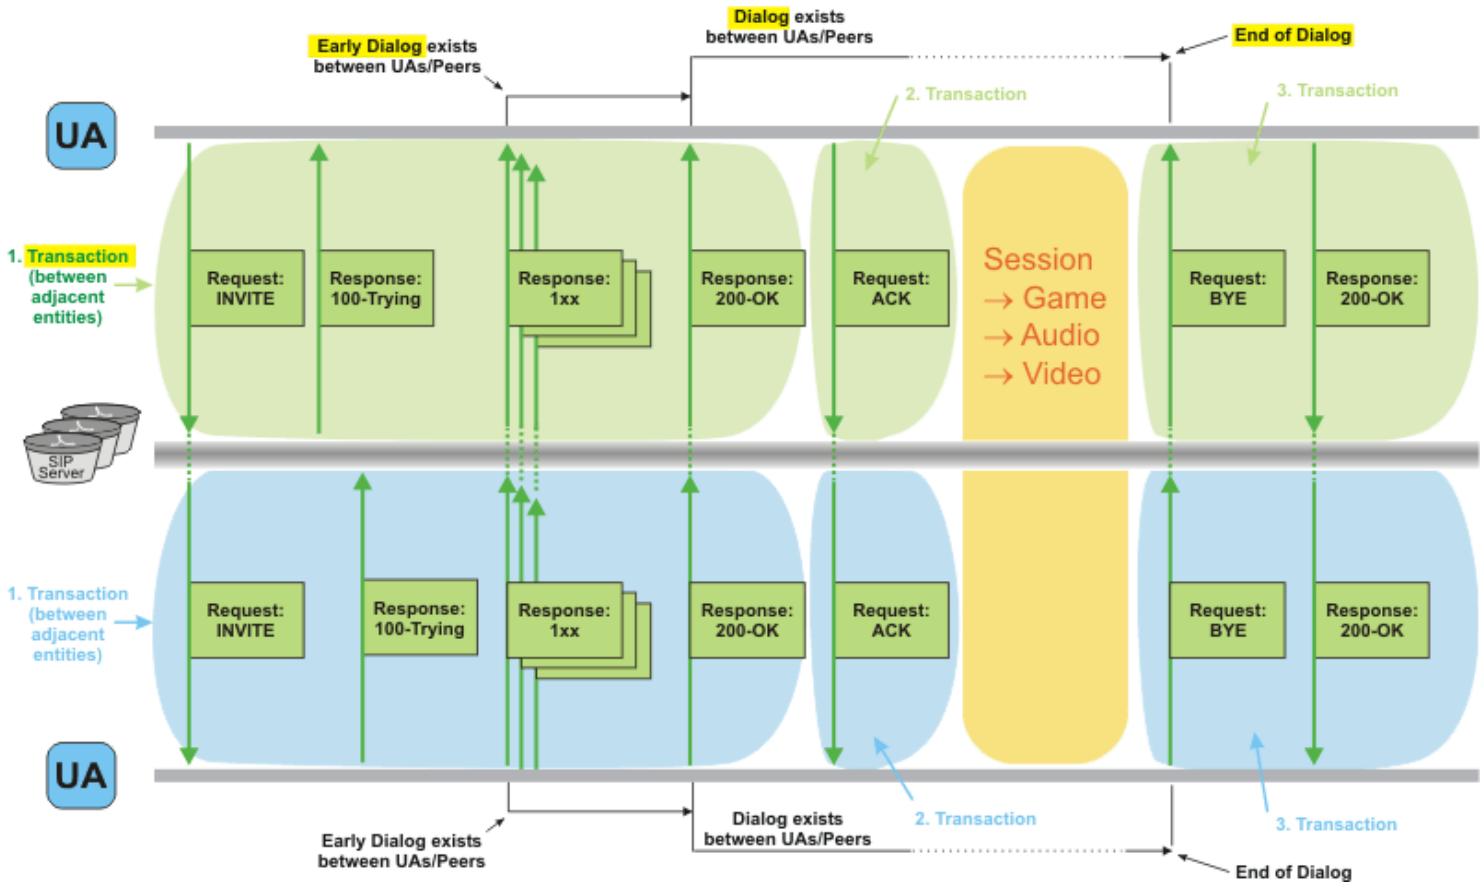 Dialog exists
between UAs/Peers
End of Dialog
Early Dialog exists
between UAs/Peers
2. Transaction
3. Transaction
UA
1. Transaction
(between
adjacent
entities)
Request:
INVITE
Response:
100-Trying
Response:
1xx
Response:
200-OK
Request:
ACK
Session
→ Game
→ Audio
→ Video
Request:
BYE
Response:
200-OK
SIP
Server
1. Transaction
(between
adjacent
entities)
Request:
INVITE
Response:
100-Trying
Response:
1xx
Response:
200-OK
Request:
ACK
Request:
BYE
Response:
200-OK
UA
Early Dialog exists
between UAs/Peers
Dialog exists
between UAs/Peers
2. Transaction
3. Transaction
End of Dialog